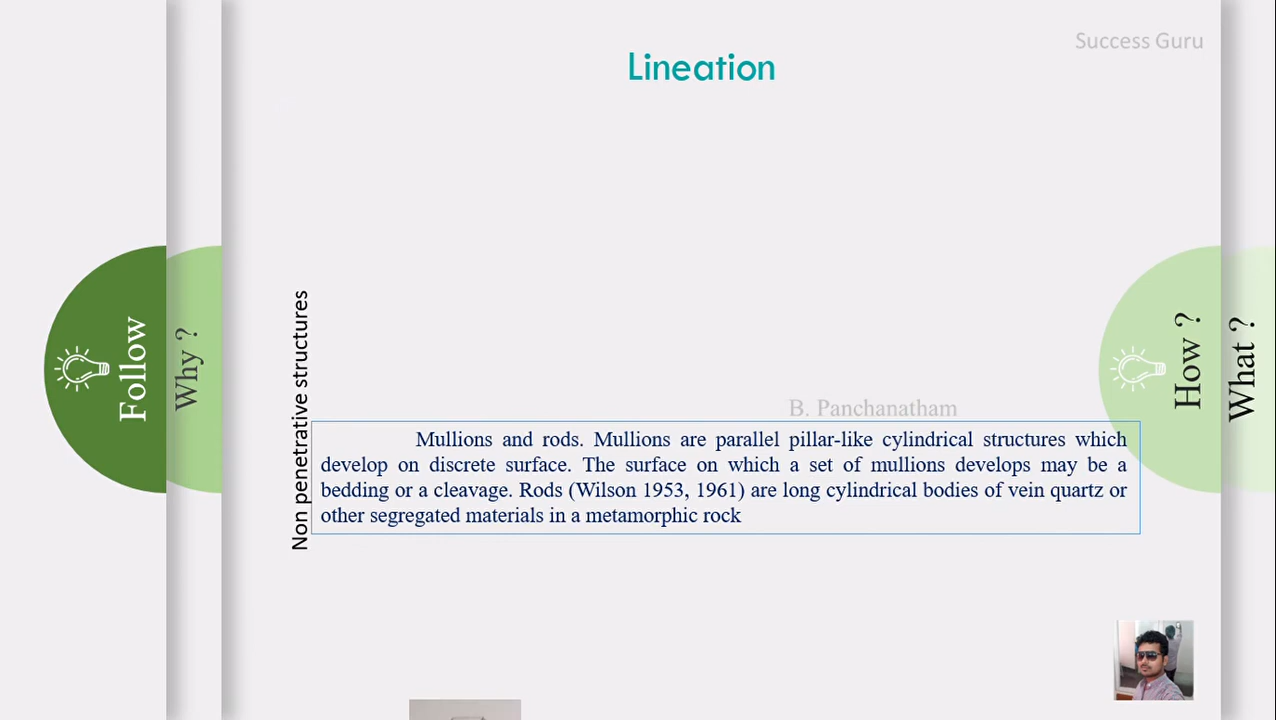 Success Guru
Lineation
Follow
Why ?
Non penetrative structures
B. Panchanatham
Mullions and rods. Mullions are parallel pillar-like cylindrical structures which
develop on discrete surface. The surface on which a set of mullions develops may be a
bedding or a cleavage. Rods (Wilson 1953, 1961) are long cylindrical bodies of vein quartz or
other segregated materials in a metamorphic rock
How ?
What ?